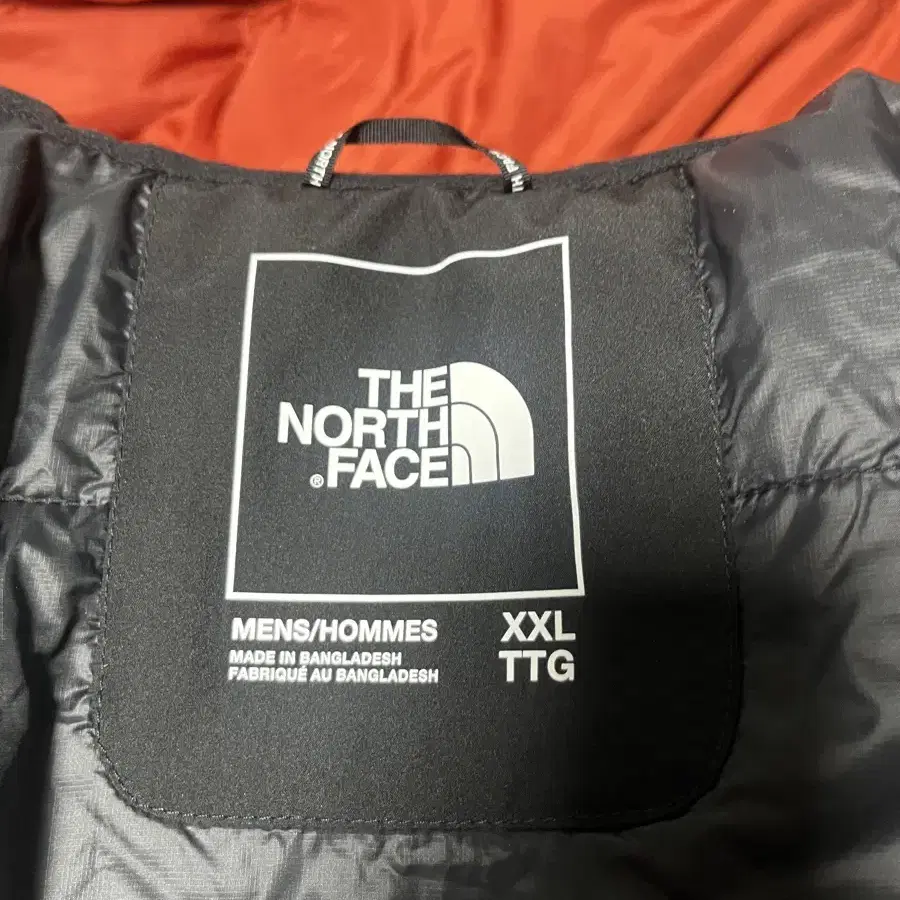 THE
NORTH
® FACE
MENS/HOMMES XXL
MADE IN BANGLADESH TTG
FABRIQUÉ AU BANGLADESH